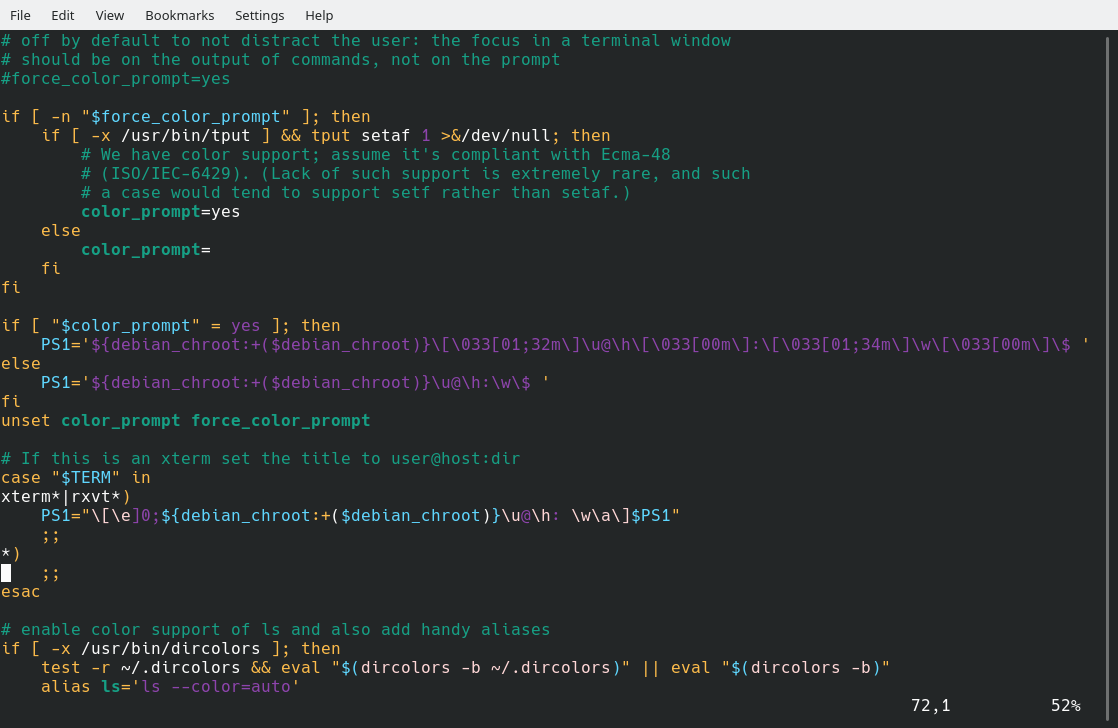 File Edit View Bookmarks Settings Help
# off by default to not distract the user: the focus in a terminal window
# should be on the output of commands, not on the prompt
#force_color_prompt=yes

if [ -n "$force_color_prompt" ]; then
    if [ -x /usr/bin/tput ] && tput setaf 1 >&/dev/null; then
        # We have color support; assume it's compliant with Ecma-48
        # (ISO/IEC-6429). (Lack of such support is extremely rare, and such
        # a case would tend to support setf rather than setaf.)
        color_prompt=yes
    else
        color_prompt=
    fi
fi

if [ "$color_prompt" = yes ]; then
    PS1='${debian_chroot:+($debian_chroot)}\[\033[01;32m\]\u@\h\[\033[00m\]:\[\033[01;34m\]\w\[\033[00m\]\$ '
else
    PS1='${debian_chroot:+($debian_chroot)}\u@\h:\w\$ '
fi
unset color_prompt force_color_prompt

# If this is an xterm set the title to user@host:dir
case "$TERM" in
xterm*|rxvt*)
    PS1="\[\e]0;${debian_chroot:+($debian_chroot)}\u@\h: \w\a\]$PS1"
    ;;
*)
    ;;
esac

# enable color support of ls and also add handy aliases
if [ -x /usr/bin/dircolors ]; then
    test -r ~/.dircolors && eval "$(dircolors -b ~/.dircolors)" || eval "$(dircolors -b)"
    alias ls='ls --color=auto'
72,1 52%